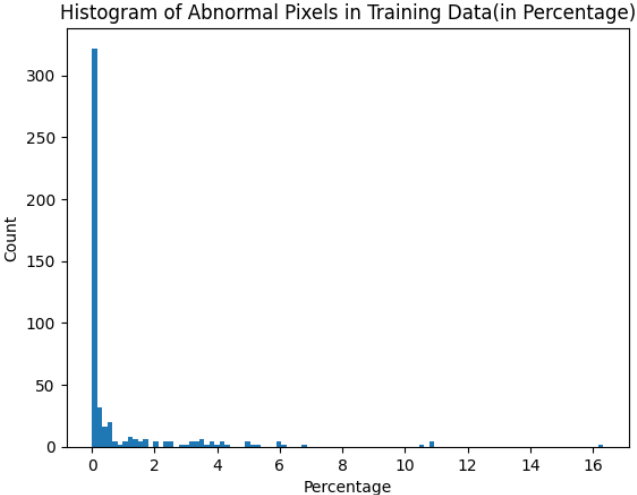 Histogram of Abnormal Pixels in Training Data(in Percentage)
300
250
200
150
100
50
0
Count
0 2 4 6 8 10 12 14 16
Percentage